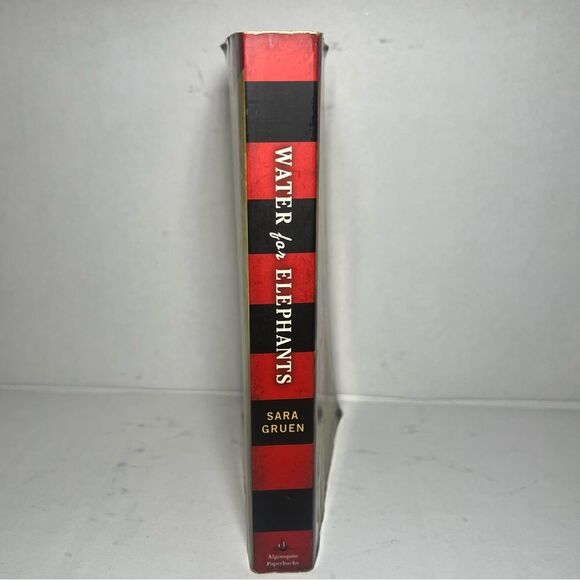 WATER for ELEPHANTS
SARA
GRUEN
Algonquin
Paperbacks